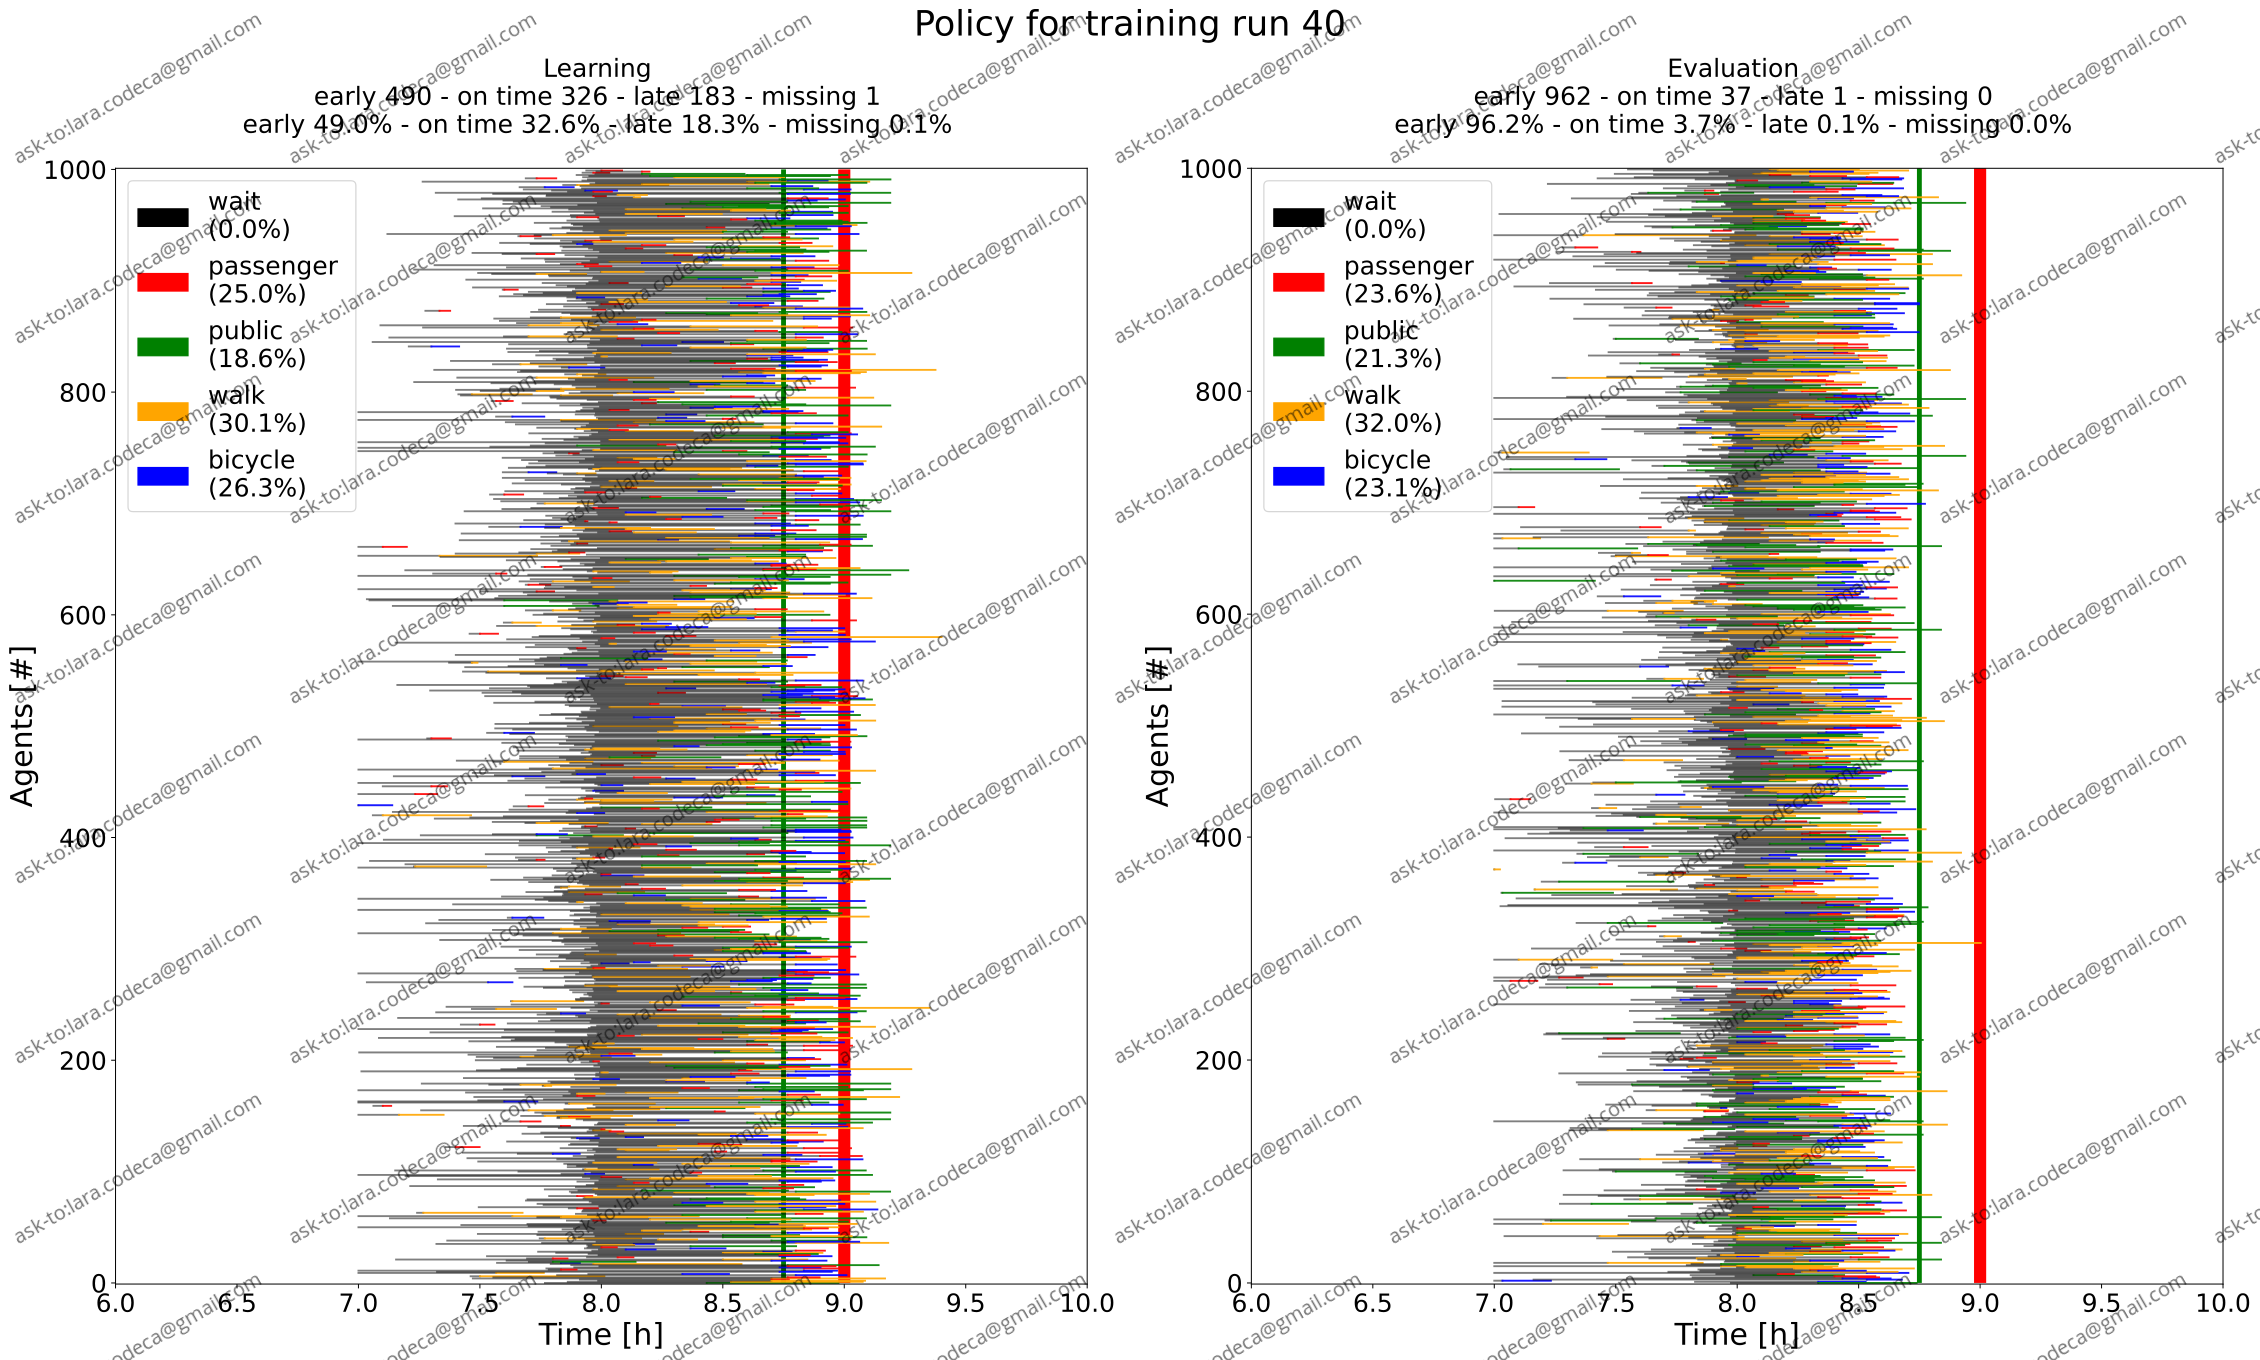 Policy for training run 40
Learning
early 490 - on time 326 - late 183 - missing 1
early 49.0% - on time 32.6% - late 18.3% - missing 0.1%
1000
800
600
400
200
0
Agents [#]
wait
(0.0%)
passenger
(25.0%)
public
(18.6%)
walk
(30.1%)
bicycle
(26.3%)
6.0 6.5 7.0 7.5 8.0 8.5 9.0 9.5 10.0
Time [h]
Evaluation
early 962 - on time 37 - late 1 - missing 0
early 96.2% - on time 3.7% - late 0.1% - missing 0.0%
1000
800
600
400
200
0
Agents [#]
wait
(0.0%)
passenger
(23.6%)
public
(21.3%)
walk
(32.0%)
bicycle
(23.1%)
6.0 6.5 7.0 7.5 8.0 8.5 9.0 9.5 10.0
Time [h]
ask-to:lara.codeca@gmail.com